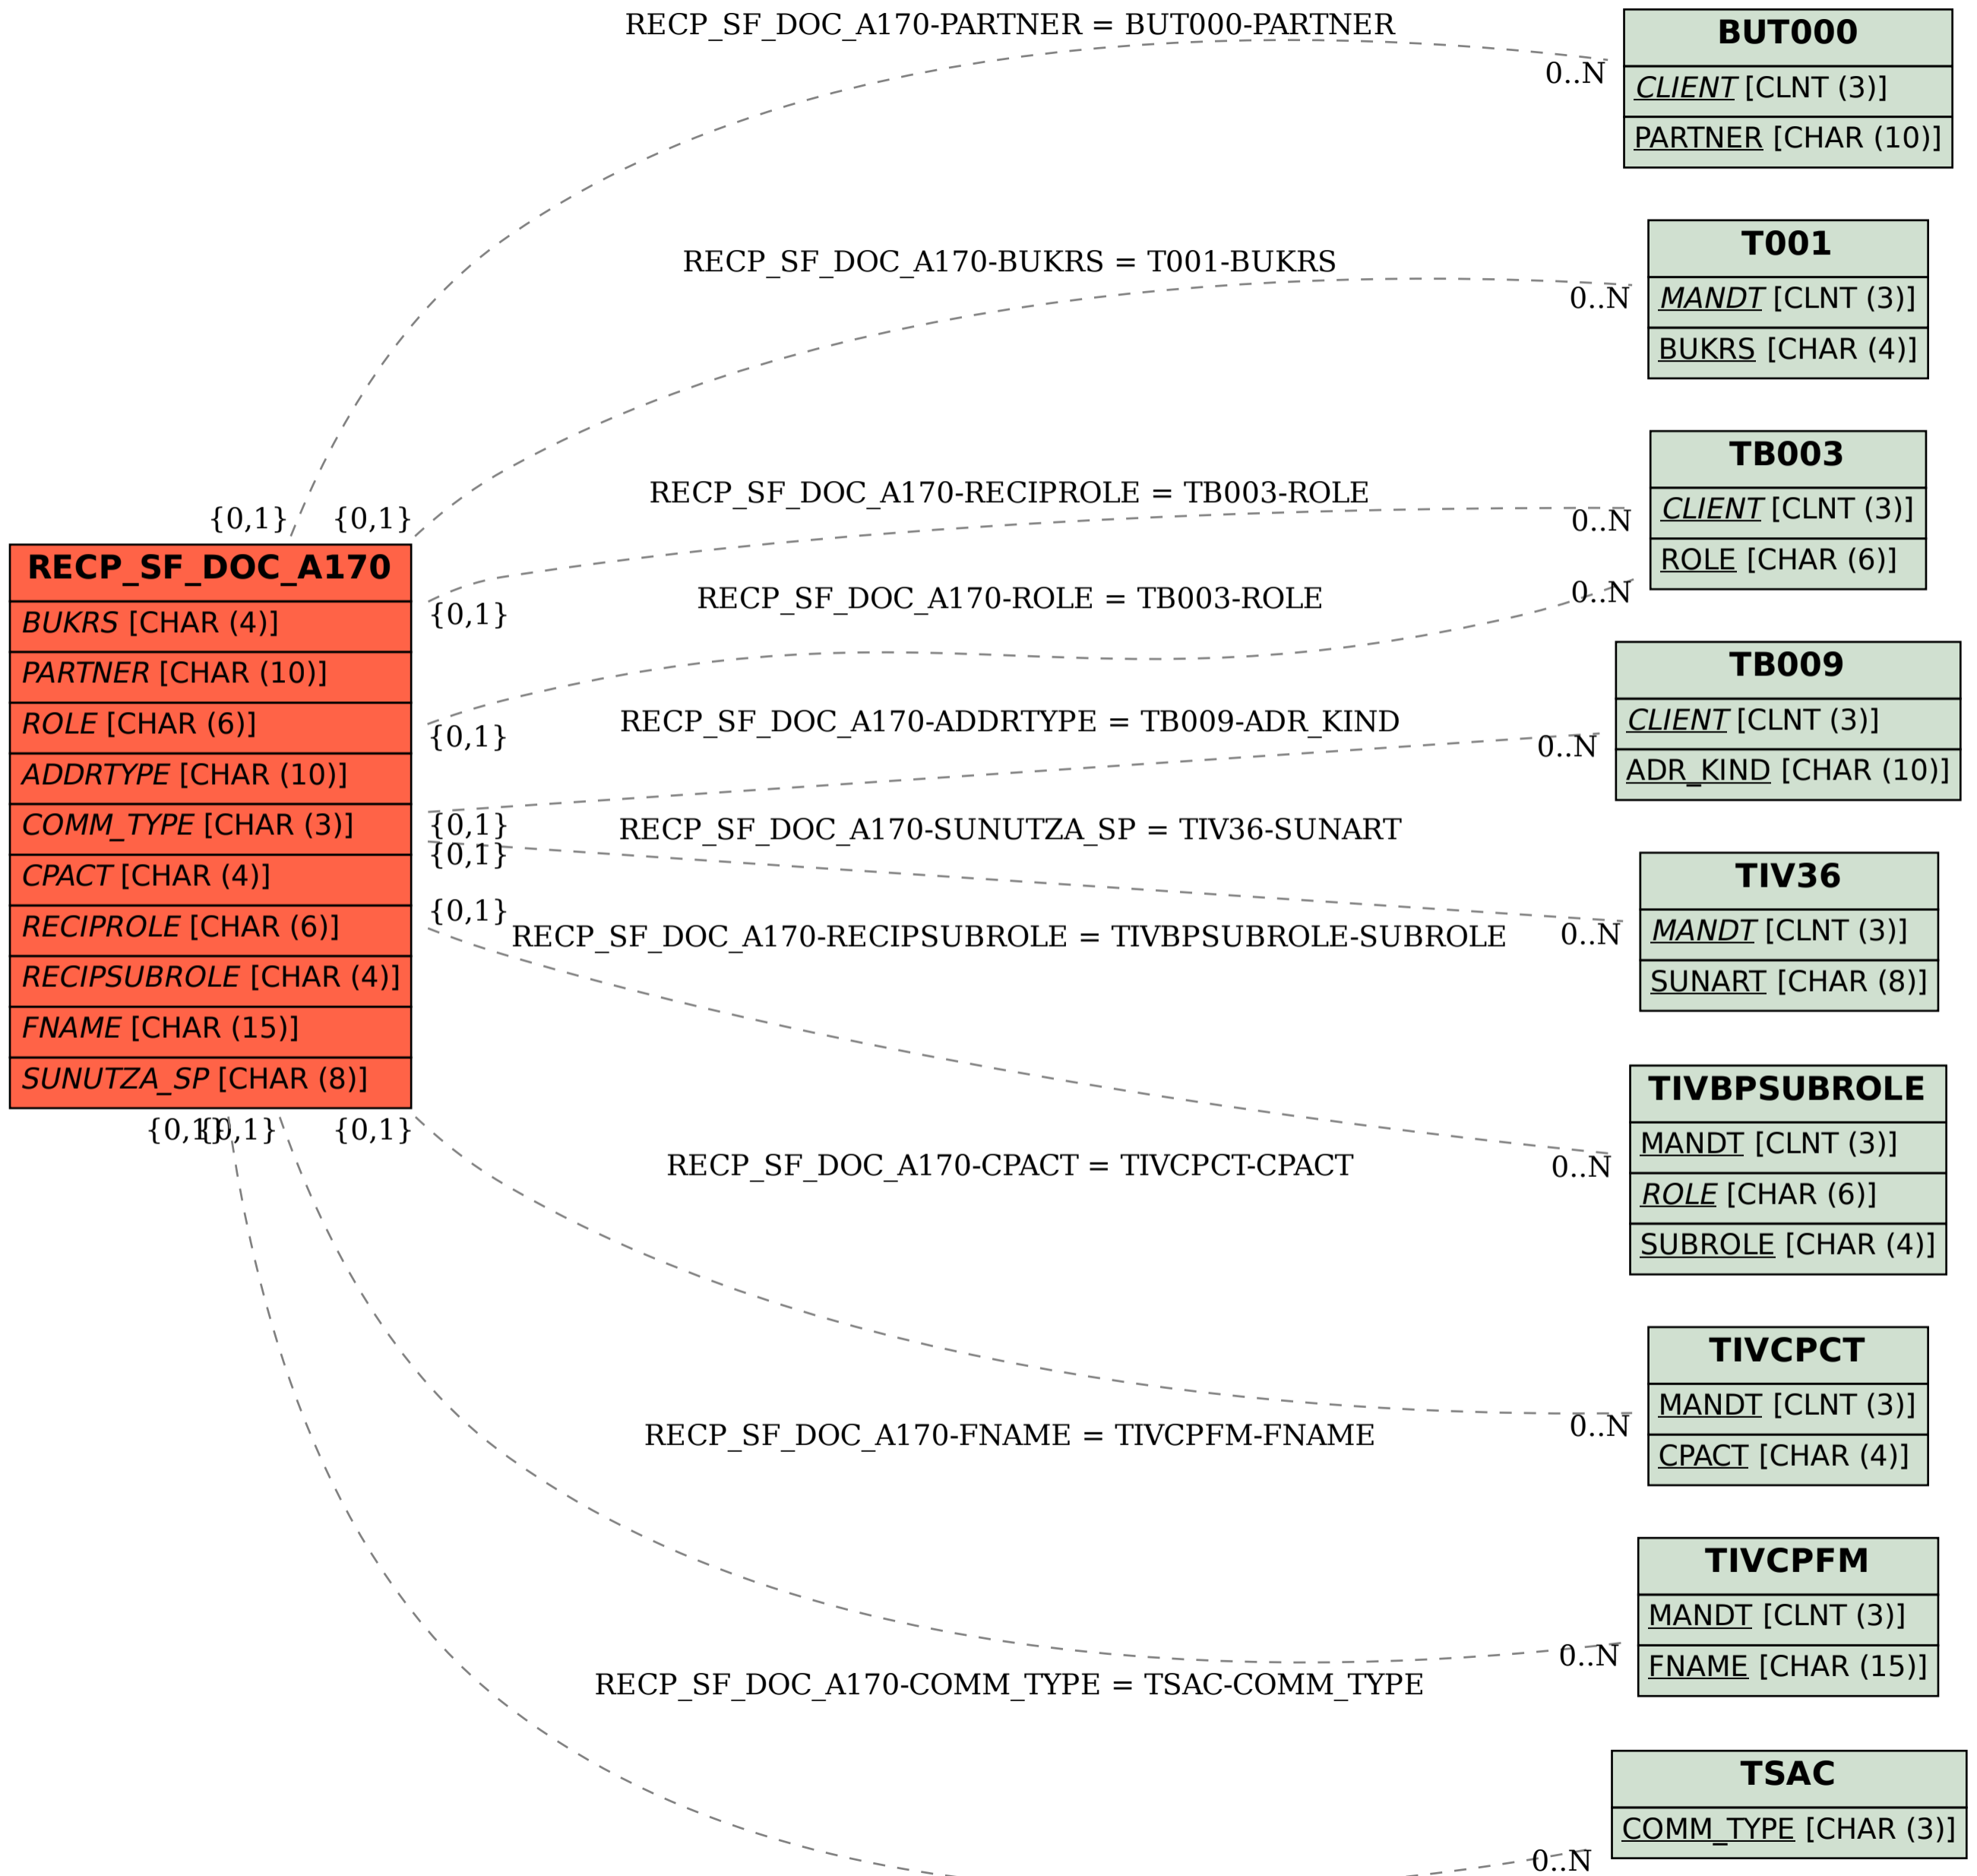 RECP_SF_DOC_A170-PARTNER = BUT000-PARTNER
0..N
BUT000
CLIENT [CLNT (3)]
PARTNER [CHAR (10)]
RECP_SF_DOC_A170-BUKRS = T001-BUKRS
0..N
T001
MANDT [CLNT (3)]
BUKRS [CHAR (4)]
RECP_SF_DOC_A170-RECIPROLE = TB003-ROLE
0..N
TB003
CLIENT [CLNT (3)]
ROLE [CHAR (6)]
{0,1}
{0,1}
RECP_SF_DOC_A170
BUKRS [CHAR (4)]
PARTNER [CHAR (10)]
ROLE [CHAR (6)]
ADDRTYPE [CHAR (10)]
COMM_TYPE [CHAR (3)]
CPACT [CHAR (4)]
RECIPROLE [CHAR (6)]
RECIPSUBROLE [CHAR (4)]
FNAME [CHAR (15)]
SUNUTZA_SP [CHAR (8)]
{0,1}
RECP_SF_DOC_A170-ROLE = TB003-ROLE
0..N
{0,1}
RECP_SF_DOC_A170-ADDRTYPE = TB009-ADR_KIND
0..N
TB009
CLIENT [CLNT (3)]
ADR_KIND [CHAR (10)]
{0,1}
RECP_SF_DOC_A170-SUNUTZA_SP = TIV36-SUNART
{0,1}
0..N
TIV36
MANDT [CLNT (3)]
SUNART [CHAR (8)]
{0,1}
RECP_SF_DOC_A170-RECIPSUBROLE = TIVBPSUBROLE-SUBROLE
0..N
TIVBPSUBROLE
MANDT [CLNT (3)]
ROLE [CHAR (6)]
SUBROLE [CHAR (4)]
{0,1}
{0,1}
{0,1}
RECP_SF_DOC_A170-CPACT = TIVCPCT-CPACT
0..N
TIVCPCT
MANDT [CLNT (3)]
CPACT [CHAR (4)]
RECP_SF_DOC_A170-FNAME = TIVCPFM-FNAME
0..N
TIVCPFM
MANDT [CLNT (3)]
FNAME [CHAR (15)]
RECP_SF_DOC_A170-COMM_TYPE = TSAC-COMM_TYPE
0..N
TSAC
COMM_TYPE [CHAR (3)]